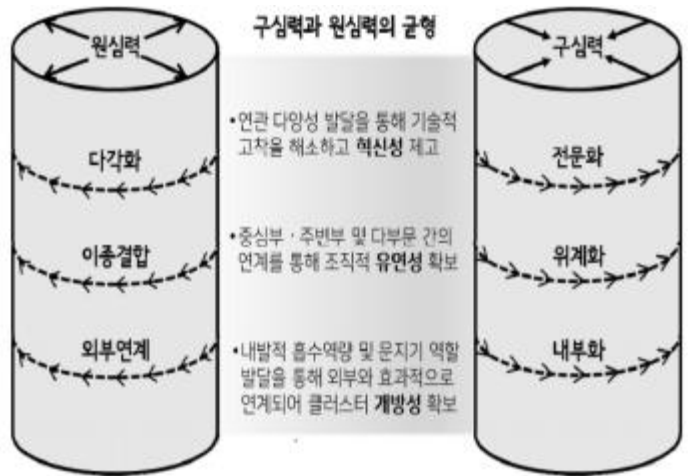 구심력과 원심력의 균형
원심력
다각화
이종결합
외부연계
•연관 다양성 발달을 통해 기술적
고착을 해소하고 혁신성 제고
•중심부 · 주변부 및 다부문 간의
연계를 통해 조직적 유연성 확보
•내발적 흡수역량 및 문지기 역할
발달을 통해 외부와 효과적으로
연계되어 클러스터 개방성 확보
구심력
전문화
위계화
내부화